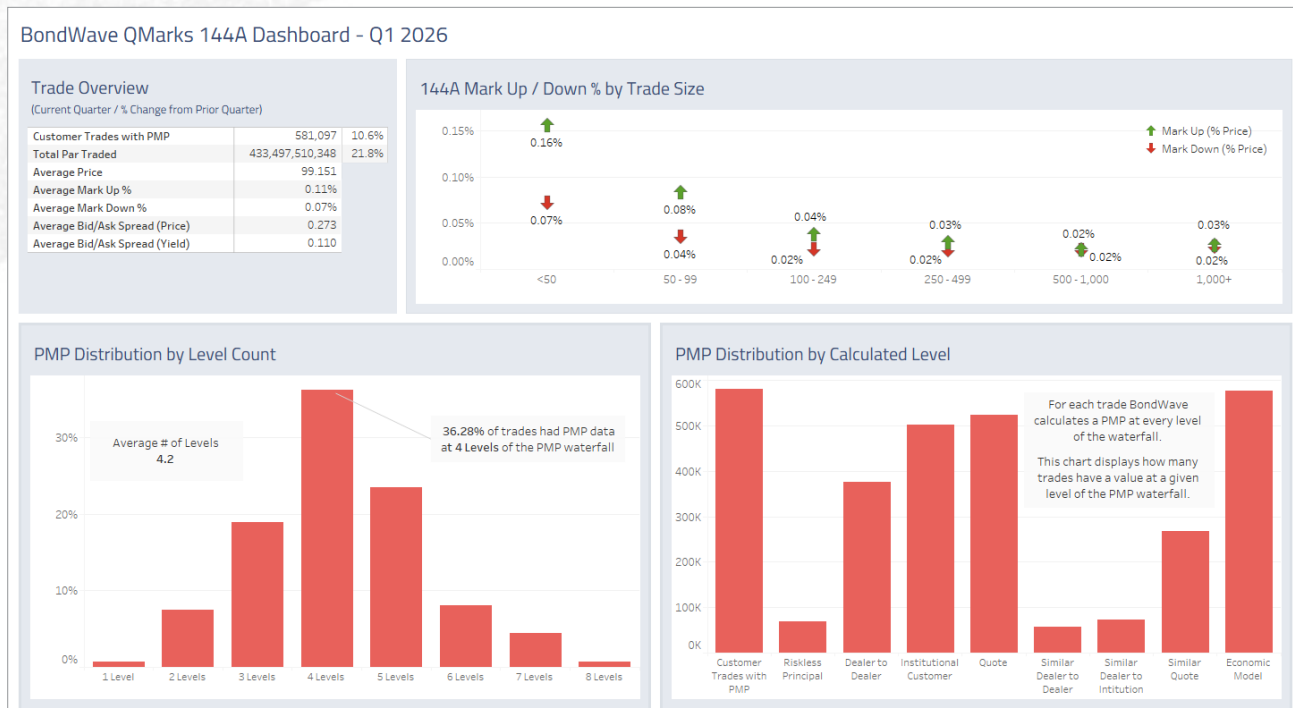 BondWave QMarks 144A Dashboard - Q1 2026
Trade Overview
(Current Quarter / % Change from Prior Quarter)
Customer Trades with PMP 581,097 10.6%
Total Par Traded 433,497,510,348 21.8%
Average Price 99.151
Average Mark Up % 0.11%
Average Mark Down % 0.07%
Average Bid/Ask Spread (Price) 0.273
Average Bid/Ask Spread (Yield) 0.110
144A Mark Up / Down % by Trade Size
0.15%
0.10%
0.05%
0.00%
0.16%
0.07%
0.08%
0.04%
0.04%
0.02%
0.03%
0.02%
0.02%
0.02%
0.03%
0.02%
Mark Up (% Price)
Mark Down (% Price)
<50
50 - 99
100 - 249
250 - 499
500 - 1,000
1,000+
PMP Distribution by Level Count
30%
20%
10%
0%
Average # of Levels
4.2
36.28% of trades had PMP data
at 4 Levels of the PMP waterfall
1 Level
2 Levels
3 Levels
4 Levels
5 Levels
6 Levels
7 Levels
8 Levels
PMP Distribution by Calculated Level
600K
500K
400K
300K
200K
100K
0K
For each trade BondWave
calculates a PMP at every level
of the waterfall.
This chart displays how many
trades have a value at a given
level of the PMP waterfall.
Customer
Trades with
PMP
Riskless
Principal
Dealer to
Dealer
Institutional
Customer
Quote
Similar
Dealer to
Dealer
Similar
Dealer to
Intitution
Similar
Quote
Economic
Model